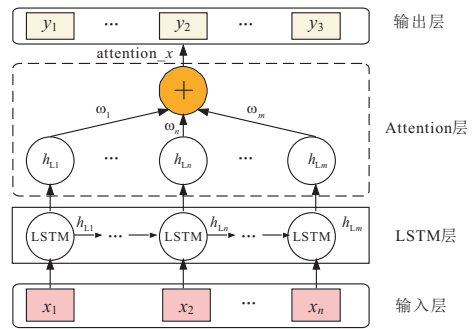 y1 ... y2 ... y3 输出层
attention_x
+
ω1 ωn ωm
Attention层
hL1 ... hLn ... hLm
hL1 hLn hLm
LSTM ... LSTM ... LSTM LSTM层
x1 x2 ... xn 输入层